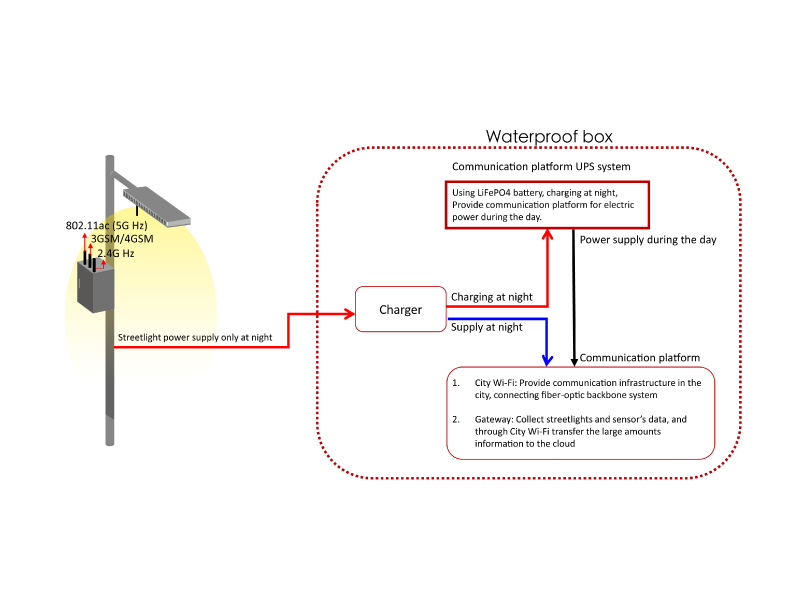 Waterproof box
Communication platform UPS system
Using LiFePO4 battery, charging at night,
Provide communication platform for electric
power during the day.
802.11ac (5G Hz)
3GSM/4GSM
2.4G Hz
Power supply during the day
Charging at night
Charger
Supply at night
Streetlight power supply only at night
Communication platform
1. City Wi-Fi: Provide communication infrastructure in the
city, connecting fiber-optic backbone system
2. Gateway: Collect streetlights and sensor's data, and
through City Wi-Fi transfer the large amounts
information to the cloud